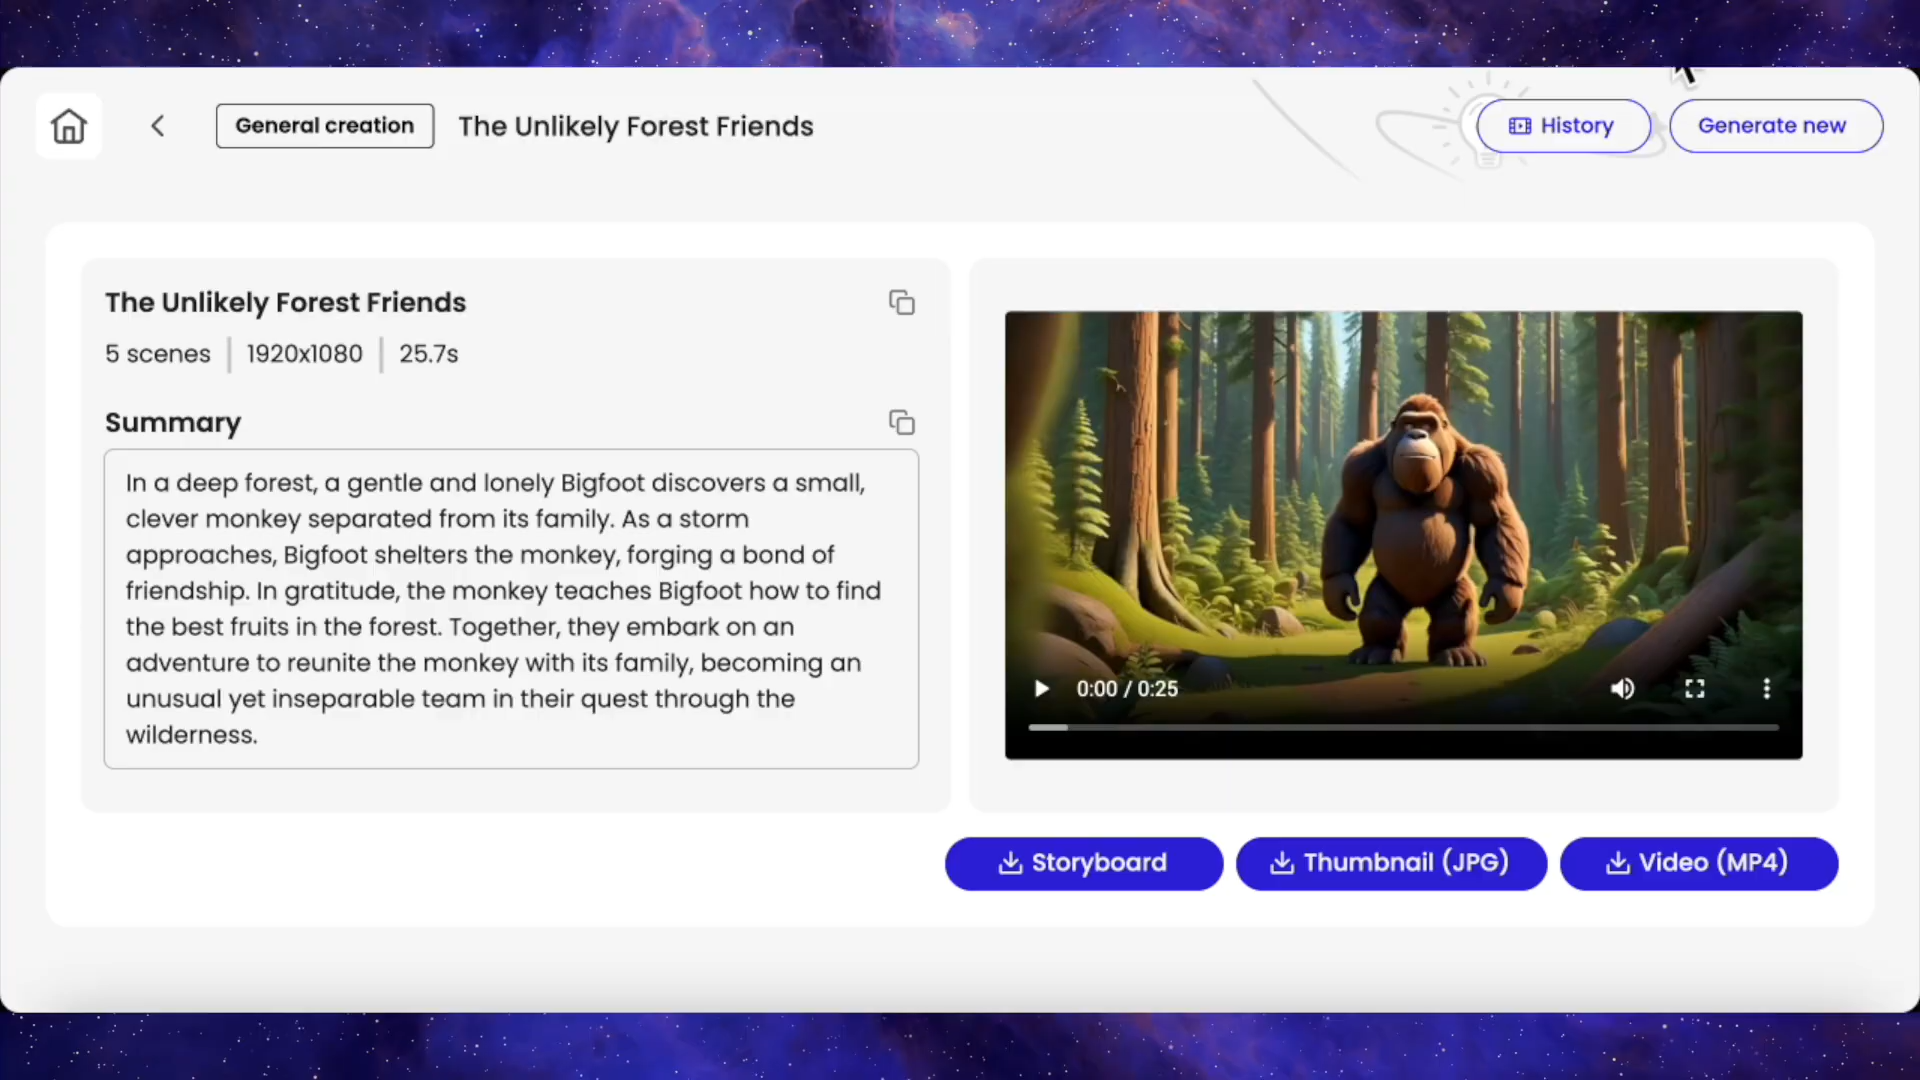 General creation
The Unlikely Forest Friends
History
Generate new
The Unlikely Forest Friends
5 scenes | 1920x1080 | 25.7s
Summary
In a deep forest, a gentle and lonely Bigfoot discovers a small,
clever monkey separated from its family. As a storm
approaches, Bigfoot shelters the monkey, forging a bond of
friendship. In gratitude, the monkey teaches Bigfoot how to find
the best fruits in the forest. Together, they embark on an
adventure to reunite the monkey with its family, becoming an
unusual yet inseparable team in their quest through the
wilderness.
0:00 / 0:25
Storyboard
Thumbnail (JPG)
Video (MP4)